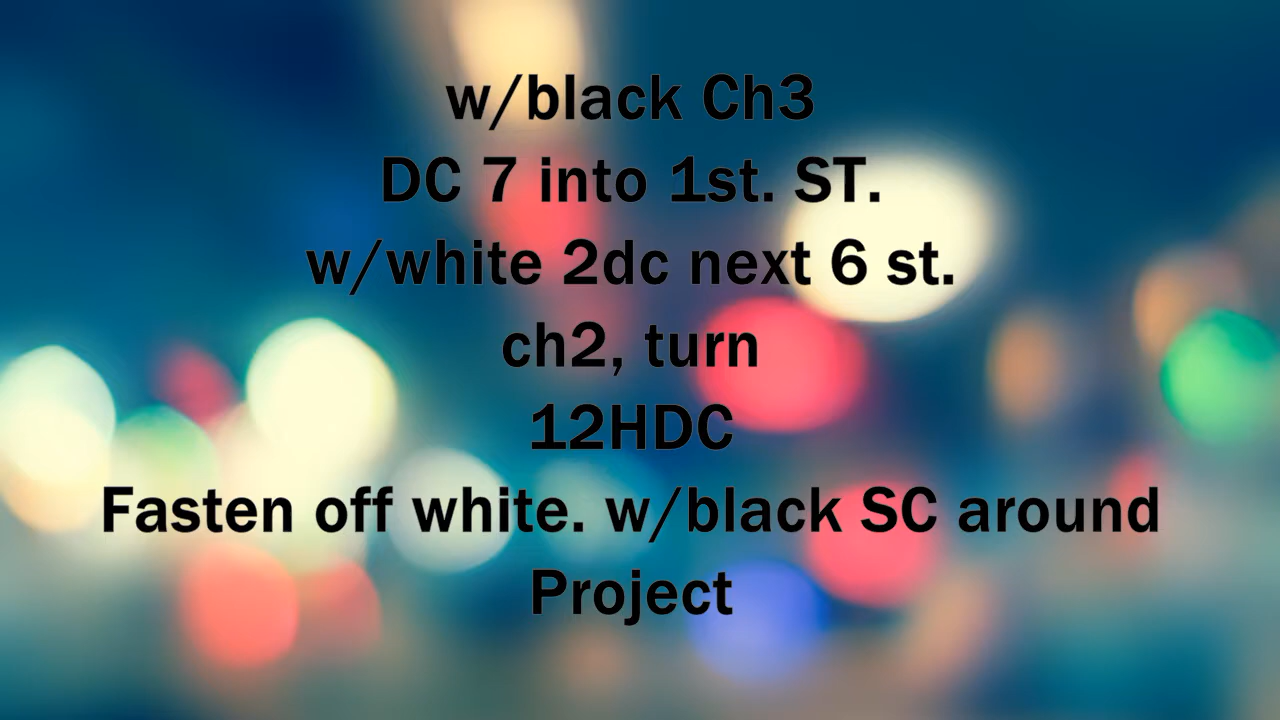 w/black Ch3
DC 7 into 1st. ST.
w/white 2dc next 6 st.
ch2, turn
12HDC
Fasten off white. w/black SC around
Project